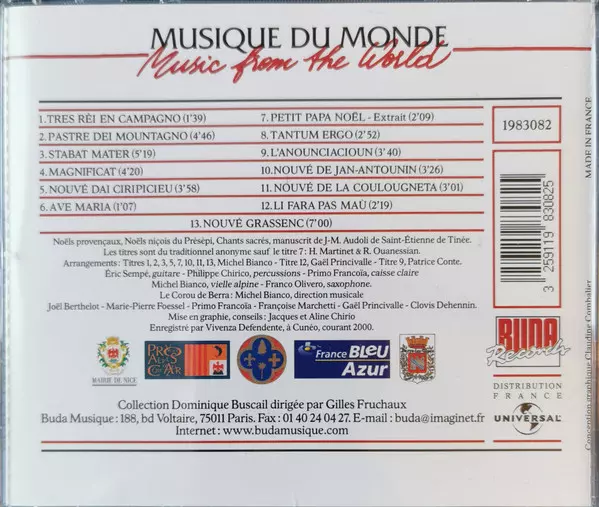 MUSIQUE DU MONDE
Music from the World
1. TRES RÈI EN CAMPAGNO (1'39)
2. PASTRE DEI MOUNTAGNO (4'46)
3. STABAT MATER (5'19)
4. MAGNIFICAT (4'20)
5. NOUVÉ DAI CIRIPICIEU (3'58)
6. AVE MARIA (1'07)
7. PETIT PAPA NOËL - Extrait (2'09)
8. TANTUM ERGO (2'52)
9. L'ANOUNCIACIOUN (3'40)
10. NOUVÉ DE JAN-ANTOUNIN (3'26)
11. NOUVÉ DE LA COULOUGNETA (3'01)
12. LI FARA PAS MAÙ (2'19)
13. NOUVÉ GRASSENC (7'00)
Noëls provençaux, Noëls niçois du Présépi, Chants sacrés, manuscrit de J-M. Audoli de Saint-Étienne de Tinée.
Les titres sont du traditionnel anonyme sauf le titre 7 : H. Martinet & R. Ouanessian.
Arrangements : Titres 1, 2, 3, 5, 7, 10, 11, 13, Michel Bianco - Titre 12, Gaël Princivalle - Titre 9, Patrice Conte.
Éric Sempé, guitare - Philippe Chirico, percussions - Primo Francoïa, caisse claire
Michel Bianco, vielle alpine - Franco Olivero, saxophone.
Le Corou de Berra : Michel Bianco, direction musicale
Joël Berthelot - Marie-Pierre Foessel - Primo Francoïa - Françoise Marchetti - Gaël Princivalle - Clovis Dehennin.
Mise en graphie, conseils : Jacques et Aline Chirio
Enregistré par Vivenza Defendente, à Cunéo, courant 2000.
MAIRIE DE NICE
France BLEU
Azur
Collection Dominique Buscail dirigée par Gilles Fruchaux
Buda Musique : 188, bd Voltaire, 75011 Paris. Fax : 01 40 24 04 27. E-mail : buda@imaginet.fr
Internet : www.budamusique.com
1983082
3 259119 830825
BUDA
Records
DISTRIBUTION
FRANCE
UNIVERSAL
MADE IN FRANCE
Conception graphique Claudine Combalier